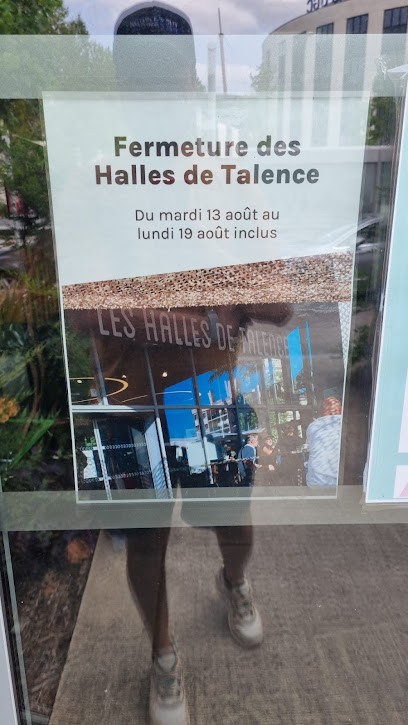 Fermeture des
Halles de Talence
Du mardi 13 août au
lundi 19 août inclus
LES HALLES DE TALENCE